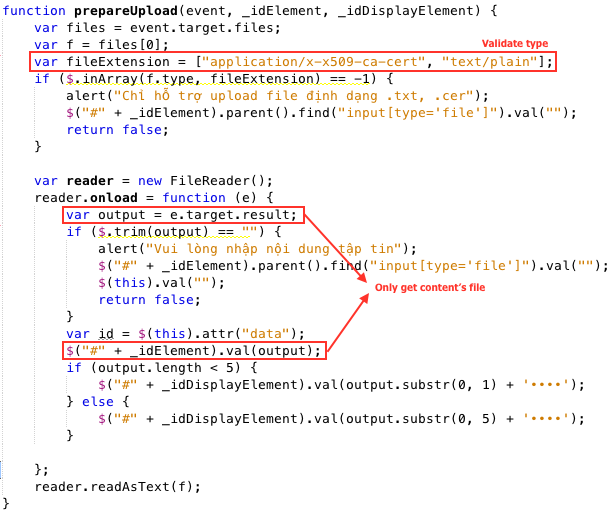 function prepareUpload(event, _idElement, _idDisplayElement) {
    var files = event.target.files;
    var f = files[0];
Validate type
    var fileExtension = ["application/x-x509-ca-cert", "text/plain"];
    if ($.inArray(f.type, fileExtension) == -1) {
        alert("Chỉ hỗ trợ upload file định dạng .txt, .cer");
        $("#" + _idElement).parent().find("input[type='file']").val("");
        return false;
    }
    var reader = new FileReader();
    reader.onload = function (e) {
        var output = e.target.result;
        if ($.trim(output) == "") {
            alert("Vui lòng nhập nội dung tập tin");
            $("#" + _idElement).parent().find("input[type='file']").val("");
            $(this).val("");
Only get content's file
            return false;
        }
        var id = $(this).attr("data");
        $("#" + _idElement).val(output);
        if (output.length < 5) {
            $("#" + _idDisplayElement).val(output.substr(0, 1) + '••••');
        } else {
            $("#" + _idDisplayElement).val(output.substr(0, 5) + '••••');
        }
    };
    reader.readAsText(f);
}